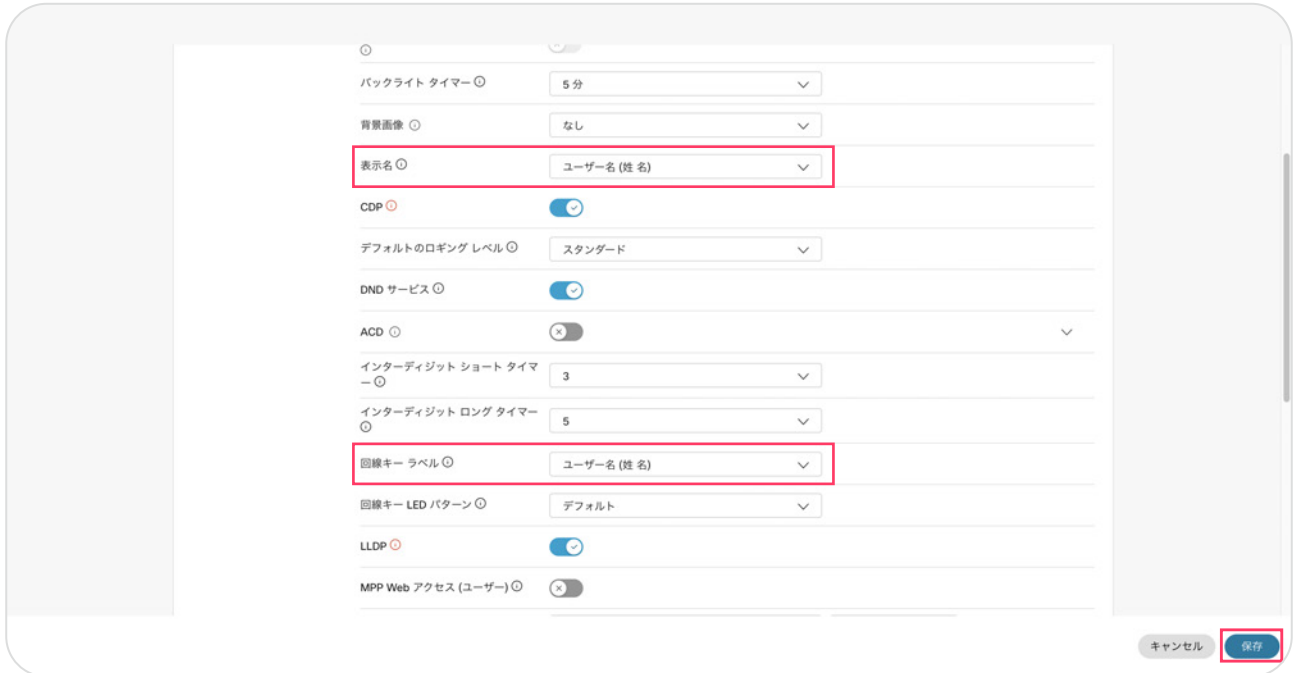 バックライト タイマー
5 分
背景画像
なし
表示名
ユーザー名 (姓 名)
CDP
デフォルトのロギング レベル
スタンダード
DND サービス
ACD
インターディジット ショート タイマ
ー
3
インターディジット ロング タイマー
5
回線キー ラベル
ユーザー名 (姓 名)
回線キー LED パターン
デフォルト
LLDP
MPP Web アクセス (ユーザー)
キャンセル
保存